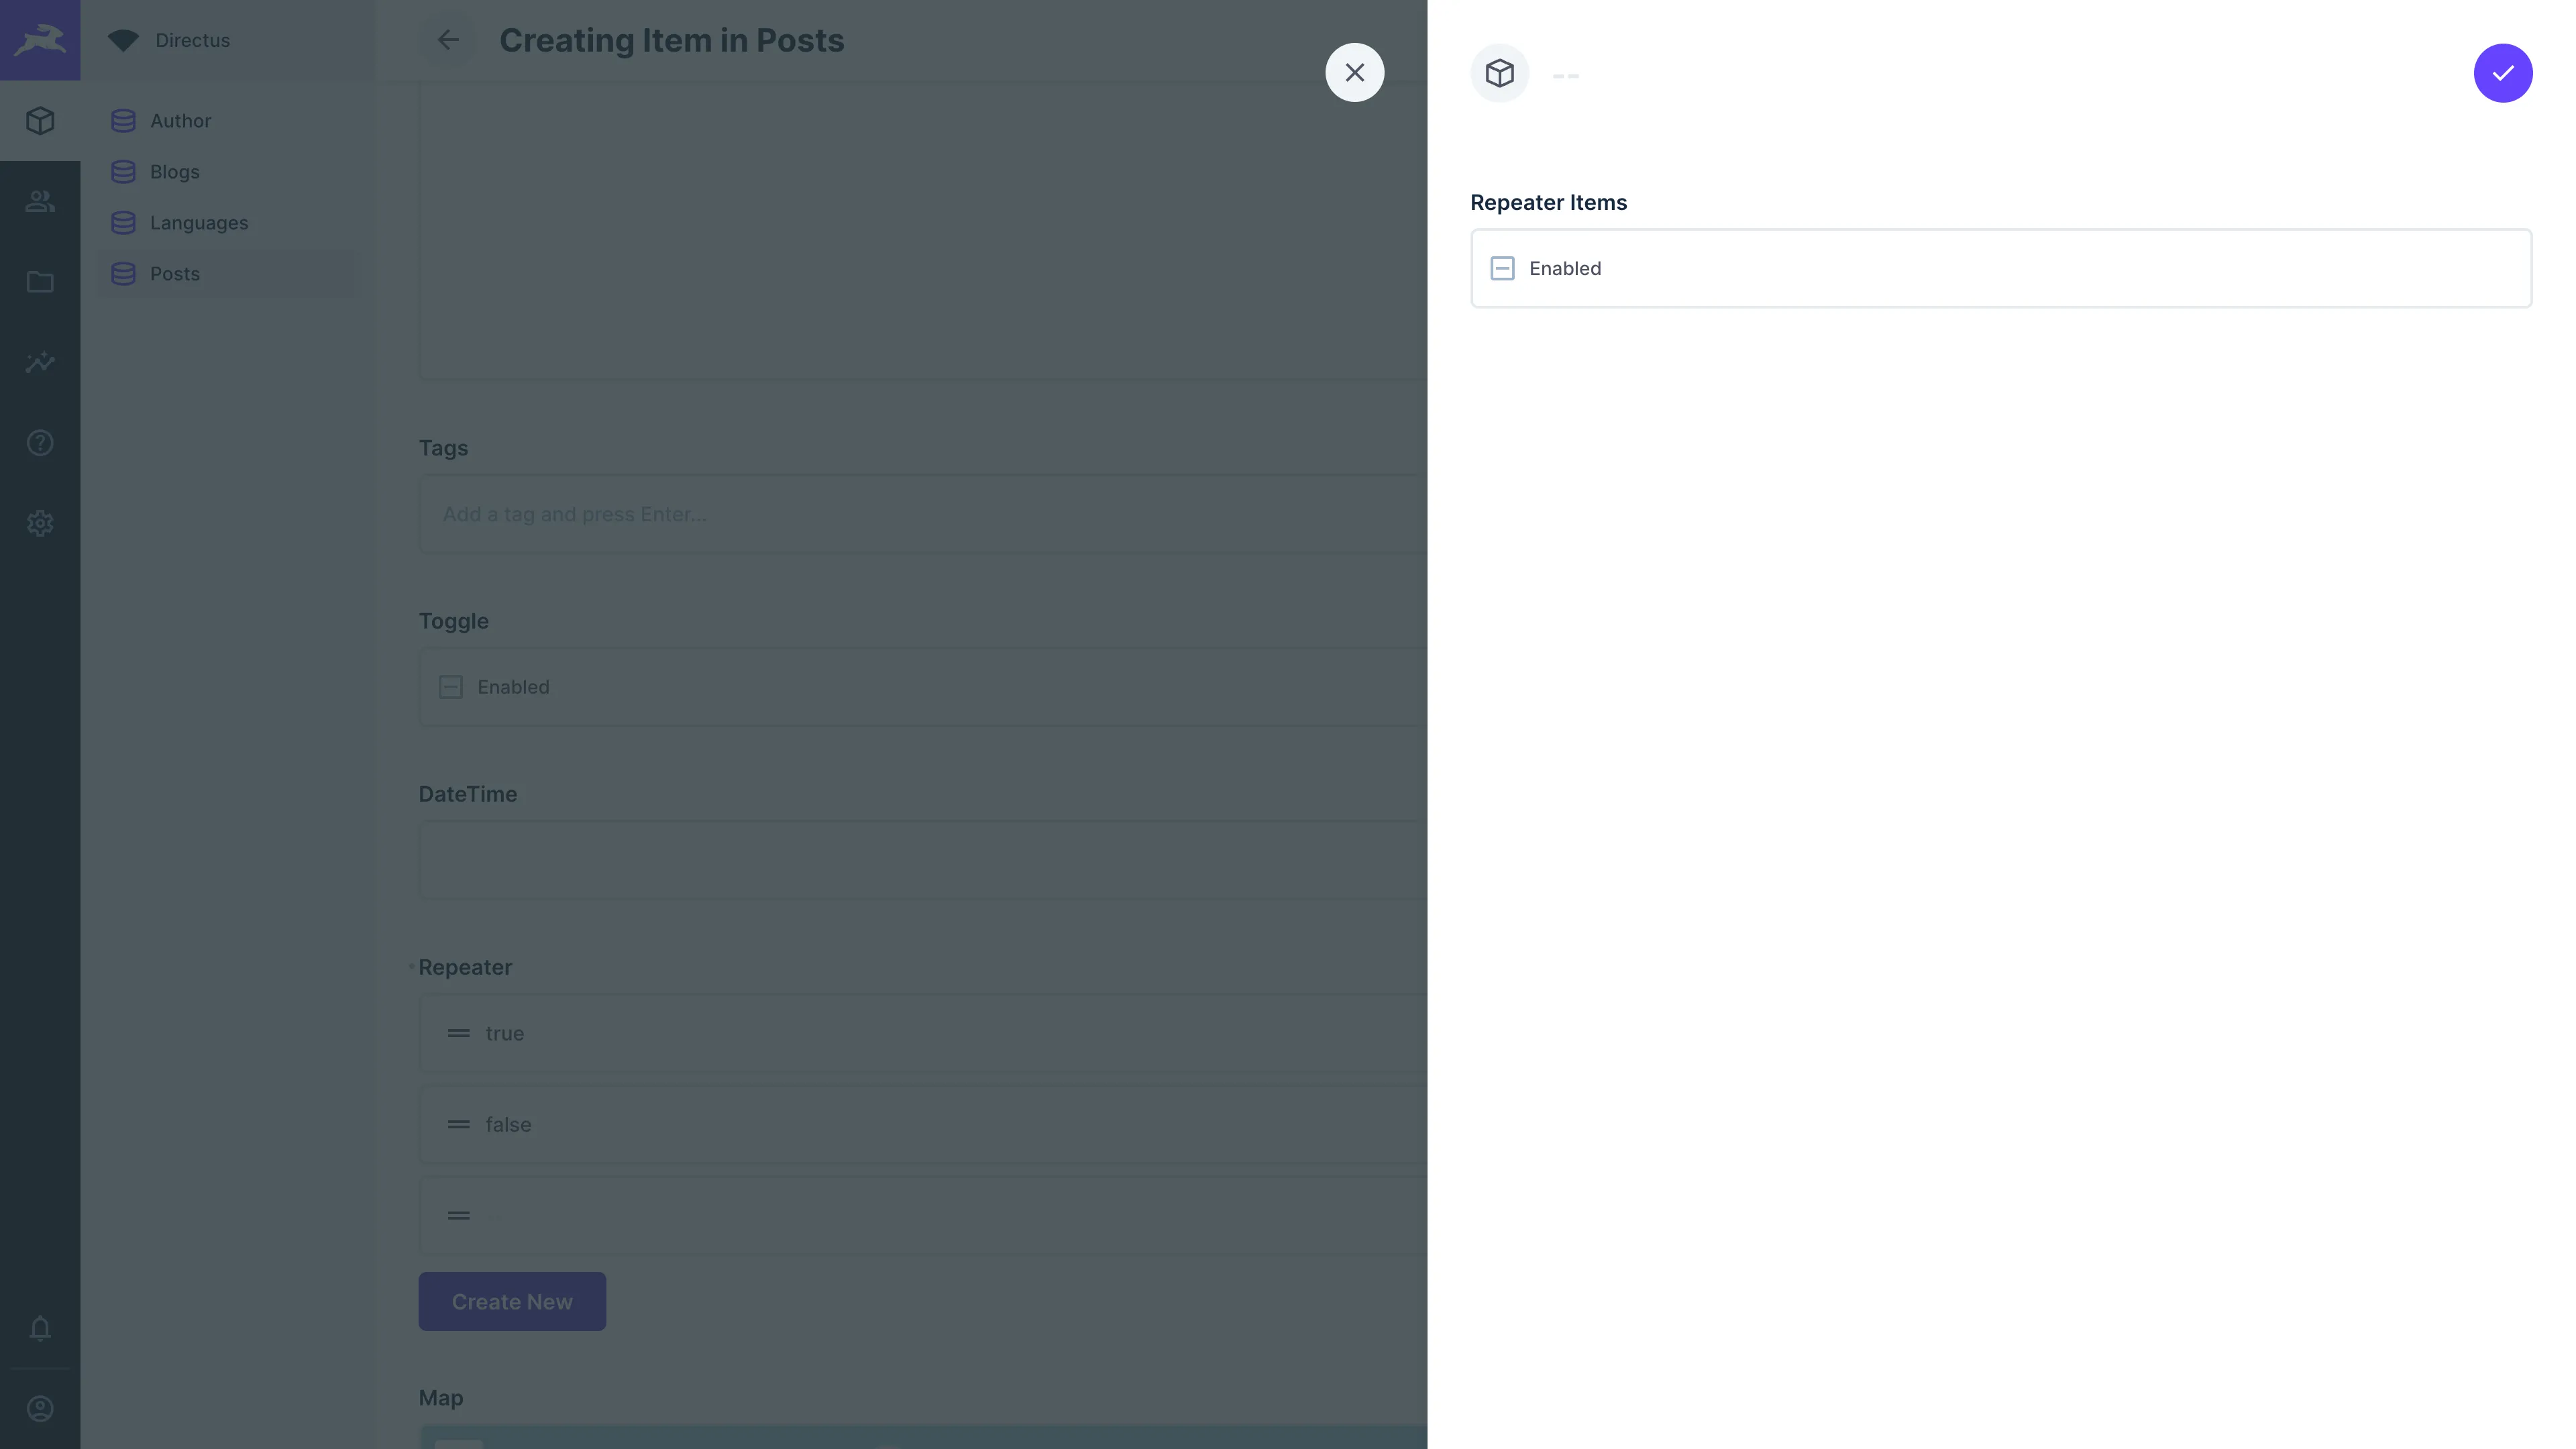 Directus
Creating Item in Posts
--
Author
Blogs
Languages
Posts
Repeater Items
Enabled
Tags
Add a tag and press Enter...
Toggle
Enabled
DateTime
Repeater
true
false
Create New
Map